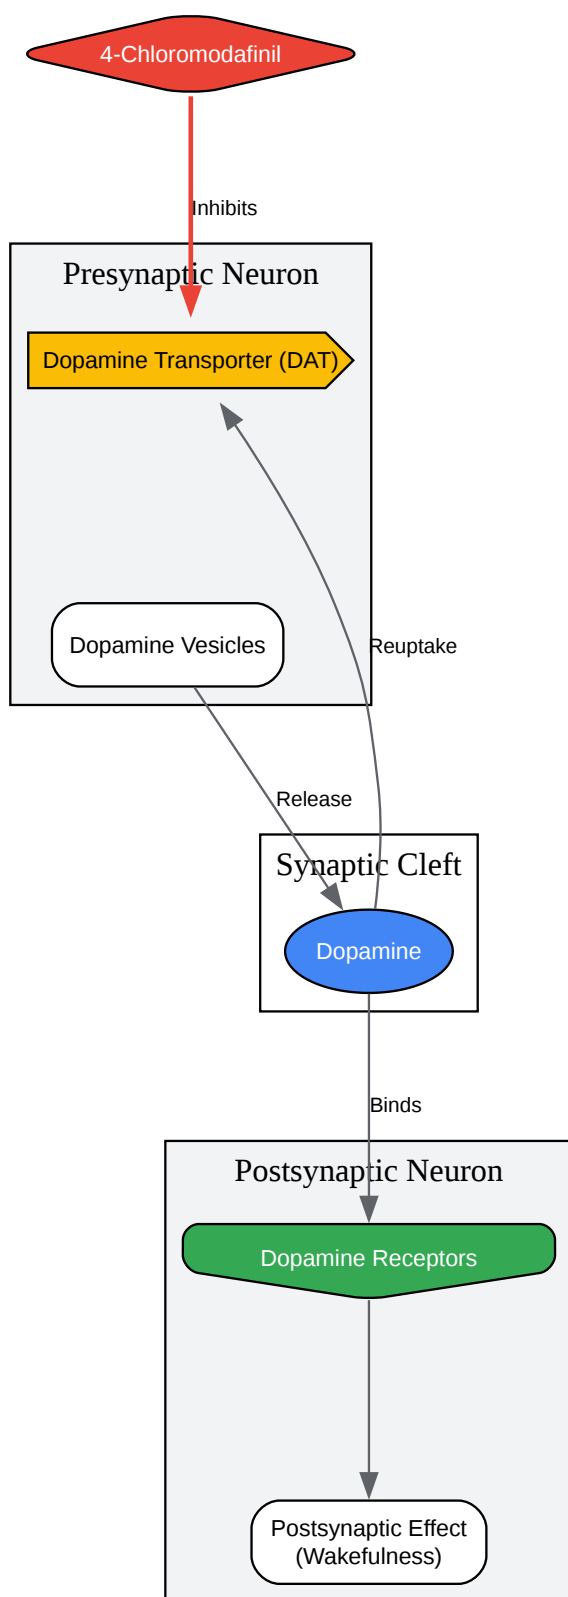 4-Chloromodafinil
Inhibits
Presynaptic Neuron
Dopamine Transporter (DAT)
Dopamine Vesicles
Reuptake
Release
Synaptic Cleft
Dopamine
Binds
Postsynaptic Neuron
Dopamine Receptors
Postsynaptic Effect
(Wakefulness)